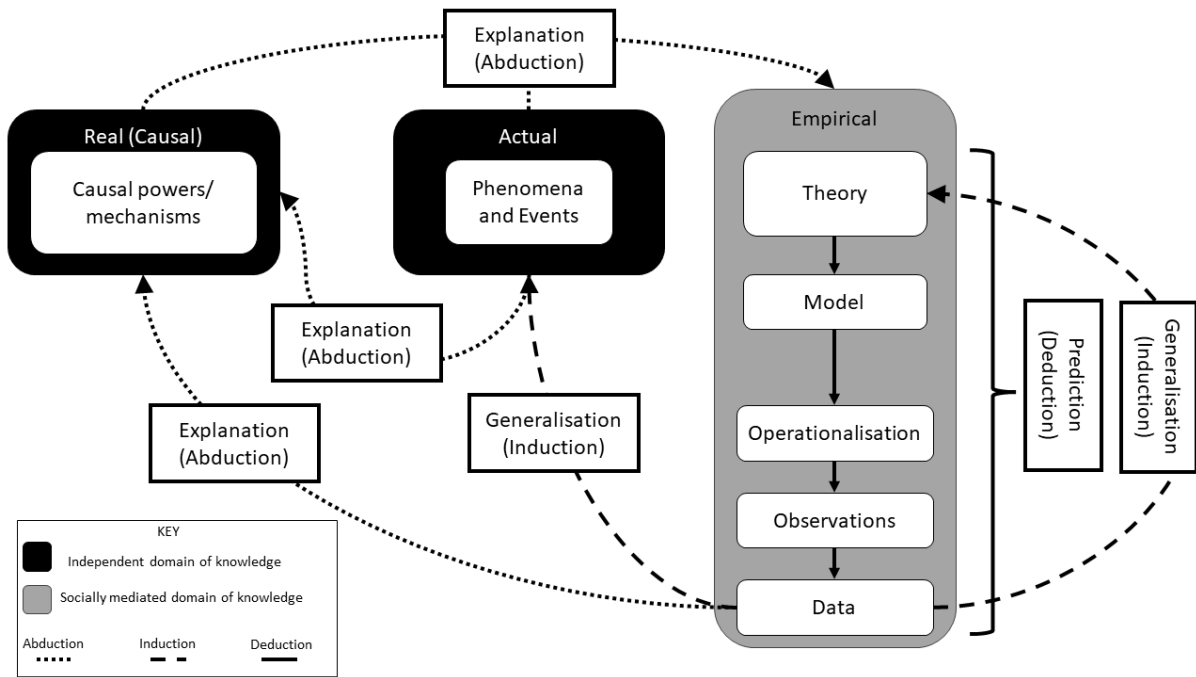 Explanation
(Abduction)
Real (Causal)
Causal powers/
mechanisms
Actual
Phenomena
and Events
Empirical
Theory
Model
Operationalisation
Observations
Data
Explanation
(Abduction)
Explanation
(Abduction)
Generalisation
(Induction)
Prediction
(Deduction)
Generalisation
(Induction)
KEY
Independent domain of knowledge
Socially mediated domain of knowledge
Abduction Induction Deduction